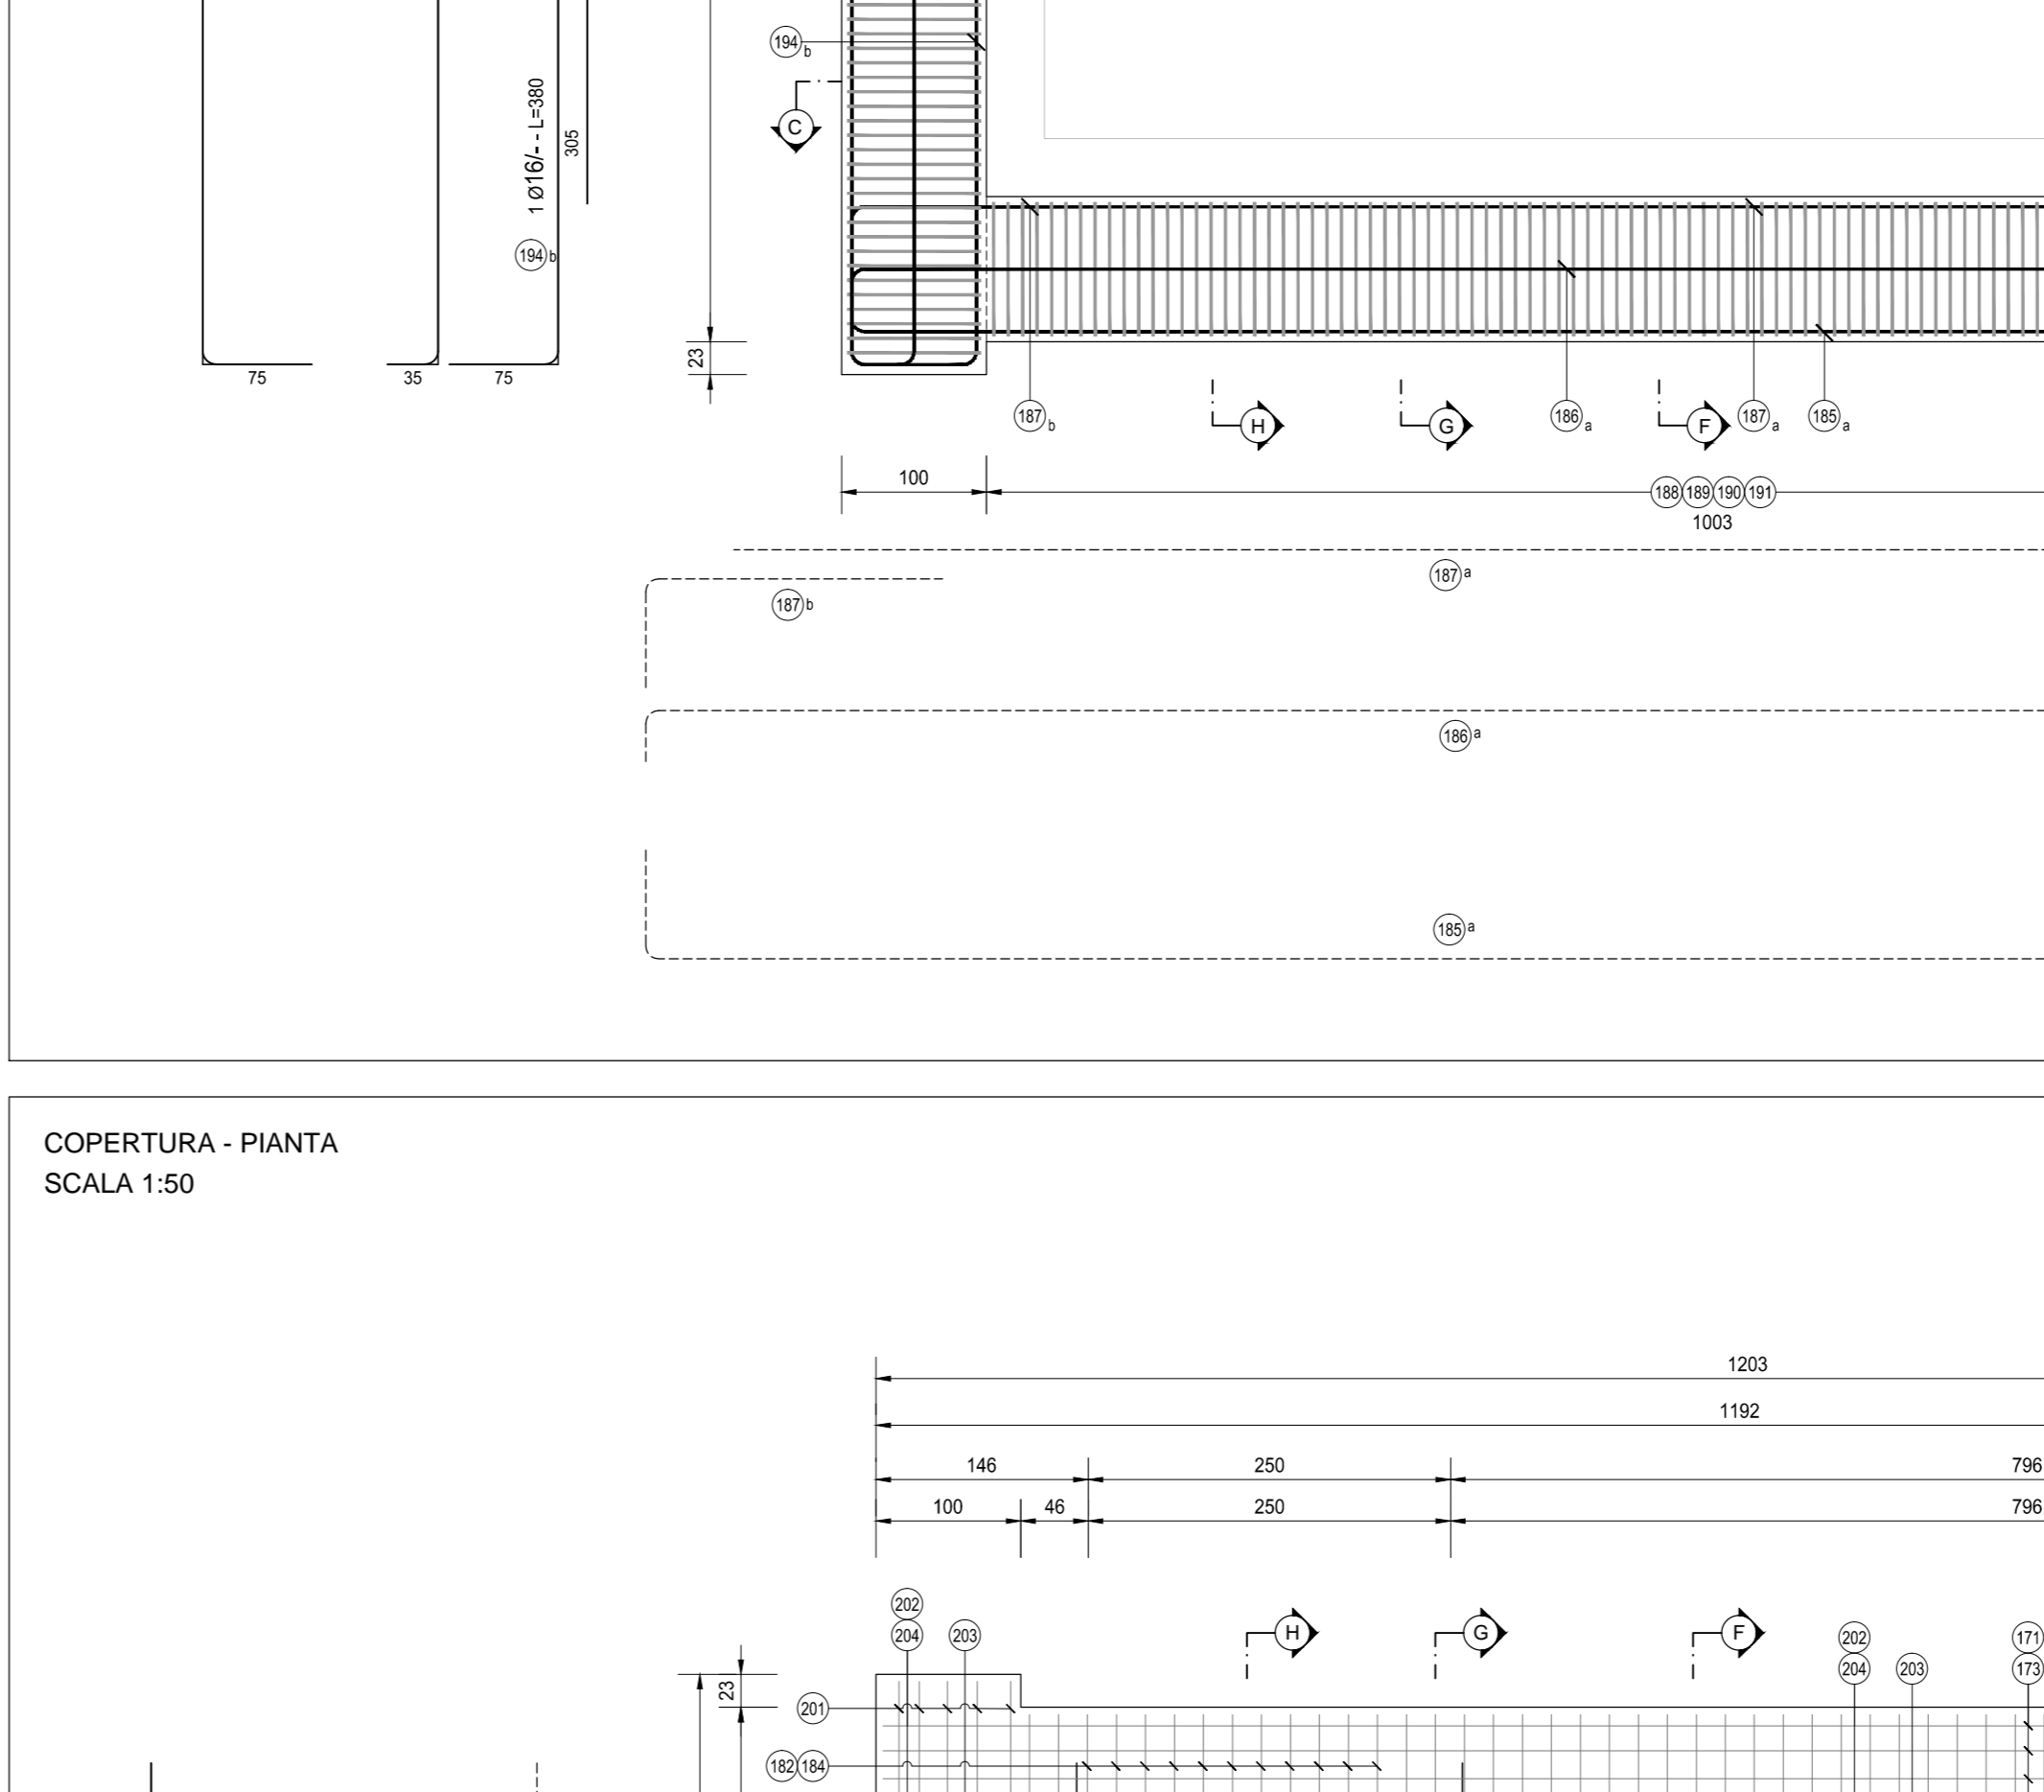 194 b
C
1 Ø16/- - L=380
305
194 b
75
35
75
23
187 b
H
G
186 a
F
187 a
185 a
100
188 189 190 191
1003
187 a
187 b
186 a
185 a
COPERTURA - PIANTA
SCALA 1:50
1203
1192
146
250
796
100
46
250
796
202
204
203
H
G
F
202
204
203
171
173
23
201
182 184